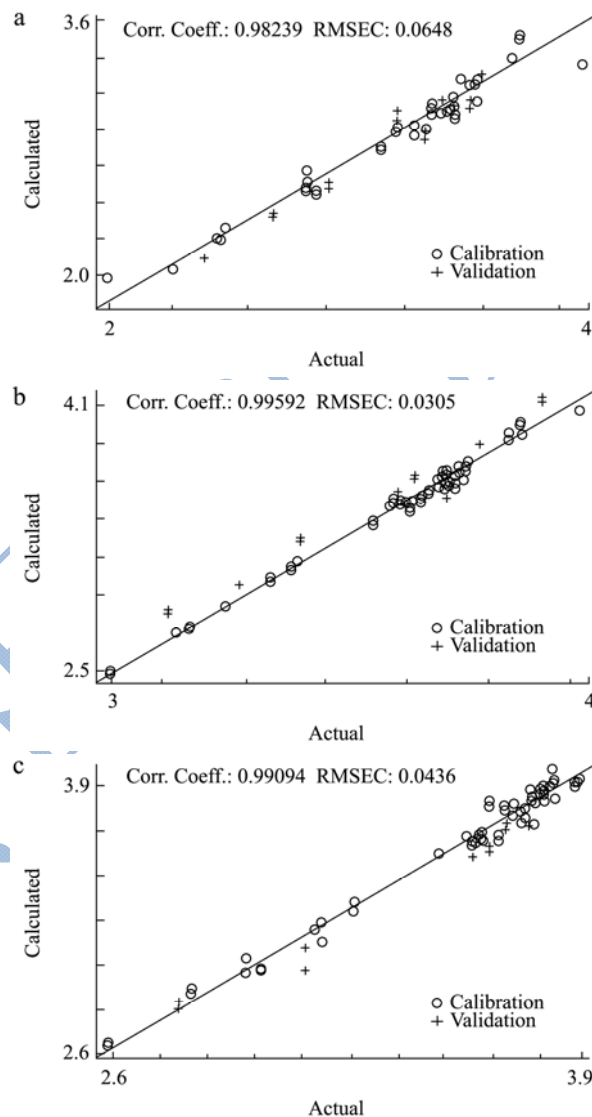 a
3.6
Corr. Coeff.: 0.98239 RMSEC: 0.0648
Calculated
2.0
Calibration
Validation
2
4
Actual
b
4.1
Corr. Coeff.: 0.99592 RMSEC: 0.0305
Calculated
2.5
Calibration
Validation
3
4
Actual
c
3.9
Corr. Coeff.: 0.99094 RMSEC: 0.0436
Calculated
2.6
Calibration
Validation
2.6
3.9
Actual